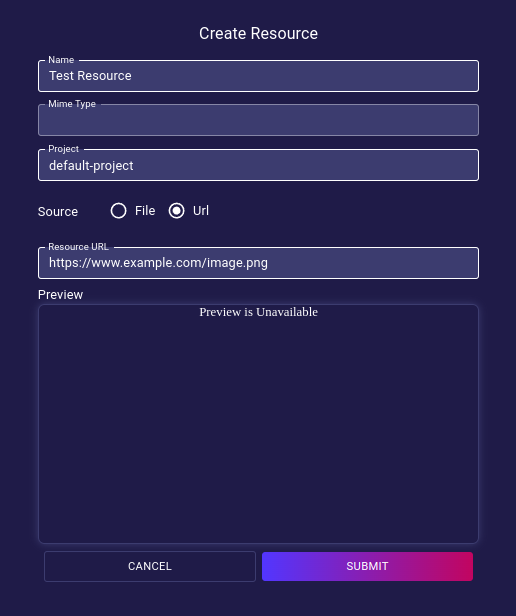 Create Resource
Name
Test Resource
Mime Type
Project
default-project
Source File Url
Resource URL
https://www.example.com/image.png
Preview
Preview is Unavailable
CANCEL SUBMIT